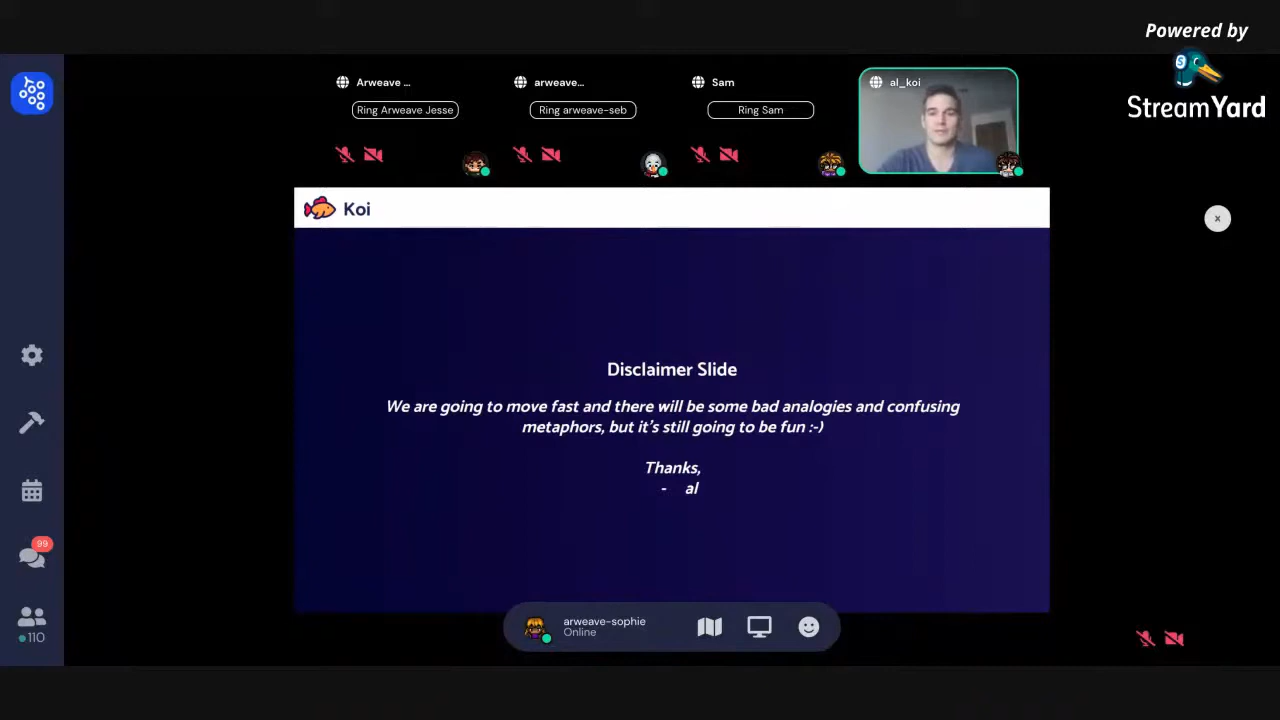 Powered by
StreamYard
Arweave ...
arweave...
Sam
al_koi
Ring Arweave Jesse
Ring arweave-seb
Ring Sam
Koi
Disclaimer Slide
We are going to move fast and there will be some bad analogies and confusing
metaphors, but it's still going to be fun :-)
Thanks,
- al
99
110
arweave-sophie
Online